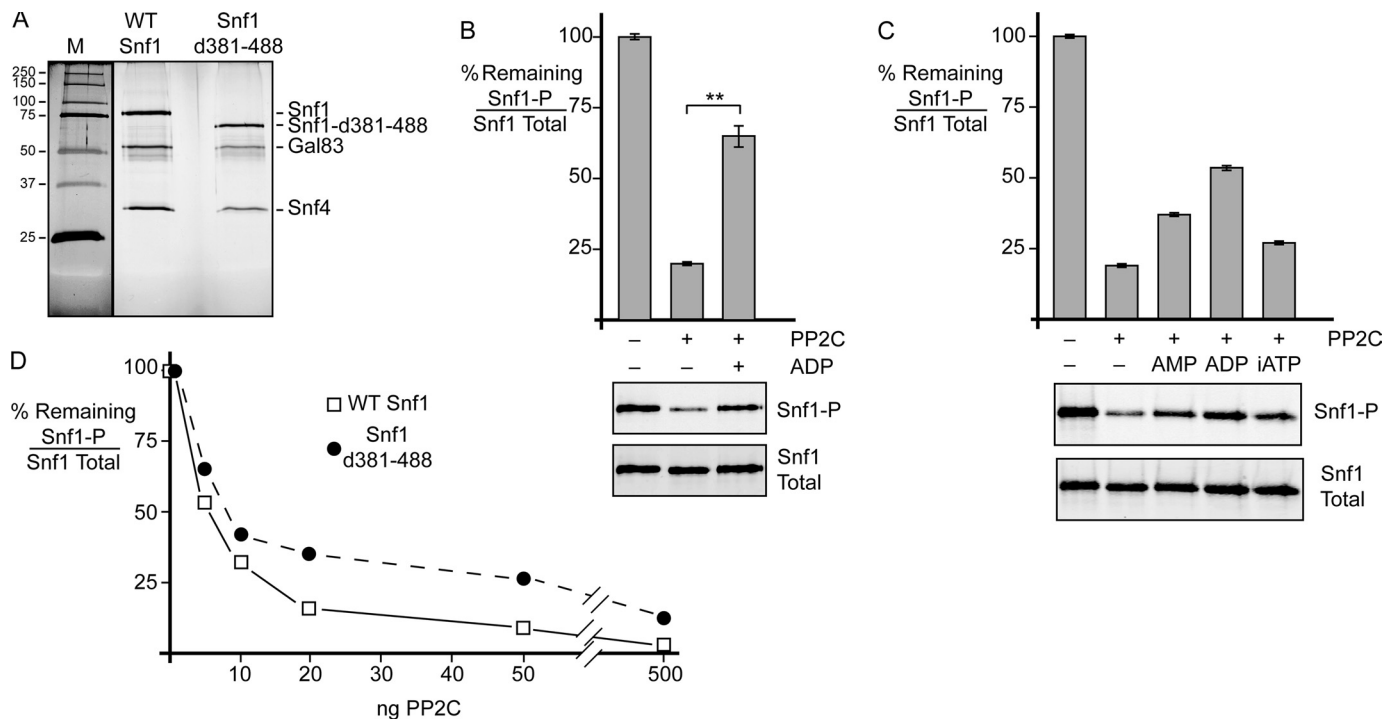 A
WT
Snf1
Snf1
d381-488
M
250
150
100
75
50
37
25
Snf1
Snf1-d381-488
Gal83
Snf4
B
% Remaining
Snf1-P
Snf1 Total
100
75
50
25
**
– + + PP2C
– – + ADP
Snf1-P
Snf1
Total
C
% Remaining
Snf1-P
Snf1 Total
100
75
50
25
– + + + + PP2C
– – AMP ADP iATP
Snf1-P
Snf1
Total
D
% Remaining
Snf1-P
Snf1 Total
100
75
50
25
WT Snf1
Snf1
d381-488
10 20 30 40 50 500
ng PP2C